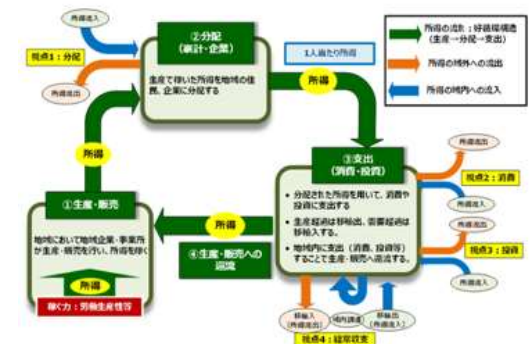 所得流入
視点1：分配
所得流出
②分配
（家計・企業）
生産で稼いだ所得を地域の住
民、企業に分配する
1人当たり所得
所得
所得の流れ：好循環構造
（生産→分配→支出）
所得の域外への流出
所得の域内への流入
所得
③支出
（消費・投資）
• 分配された所得を用いて、消費や
投資に支出する
• 生産超過は移輸出、需要超過は
移輸入する。
• 地域内に支出（消費、投資等）
することで生産・販売へ還流する。
所得流出
視点2：消費
所得流入
所得流出
視点3：投資
所得流入
①生産・販売
地域において地域企業・事業所
が生産・販売を行い、所得を稼ぐ
所得
稼ぐ力：労働生産性等
所得
④生産・販売への
還流
移輸入
（所得流出）
域内調達
移輸出
（所得流入）
視点4：経常収支